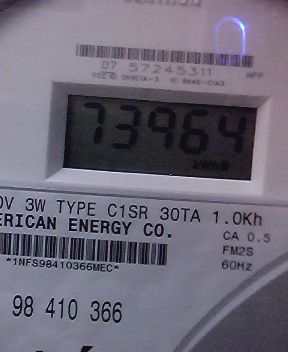 07 57245311
73964
kWh
0V 3W TYPE C1SR 30TA 1.0Kh
ERICAN ENERGY CO. CA 0.5
FM2S
*1NFS98410366MEC* 60Hz
98 410 366